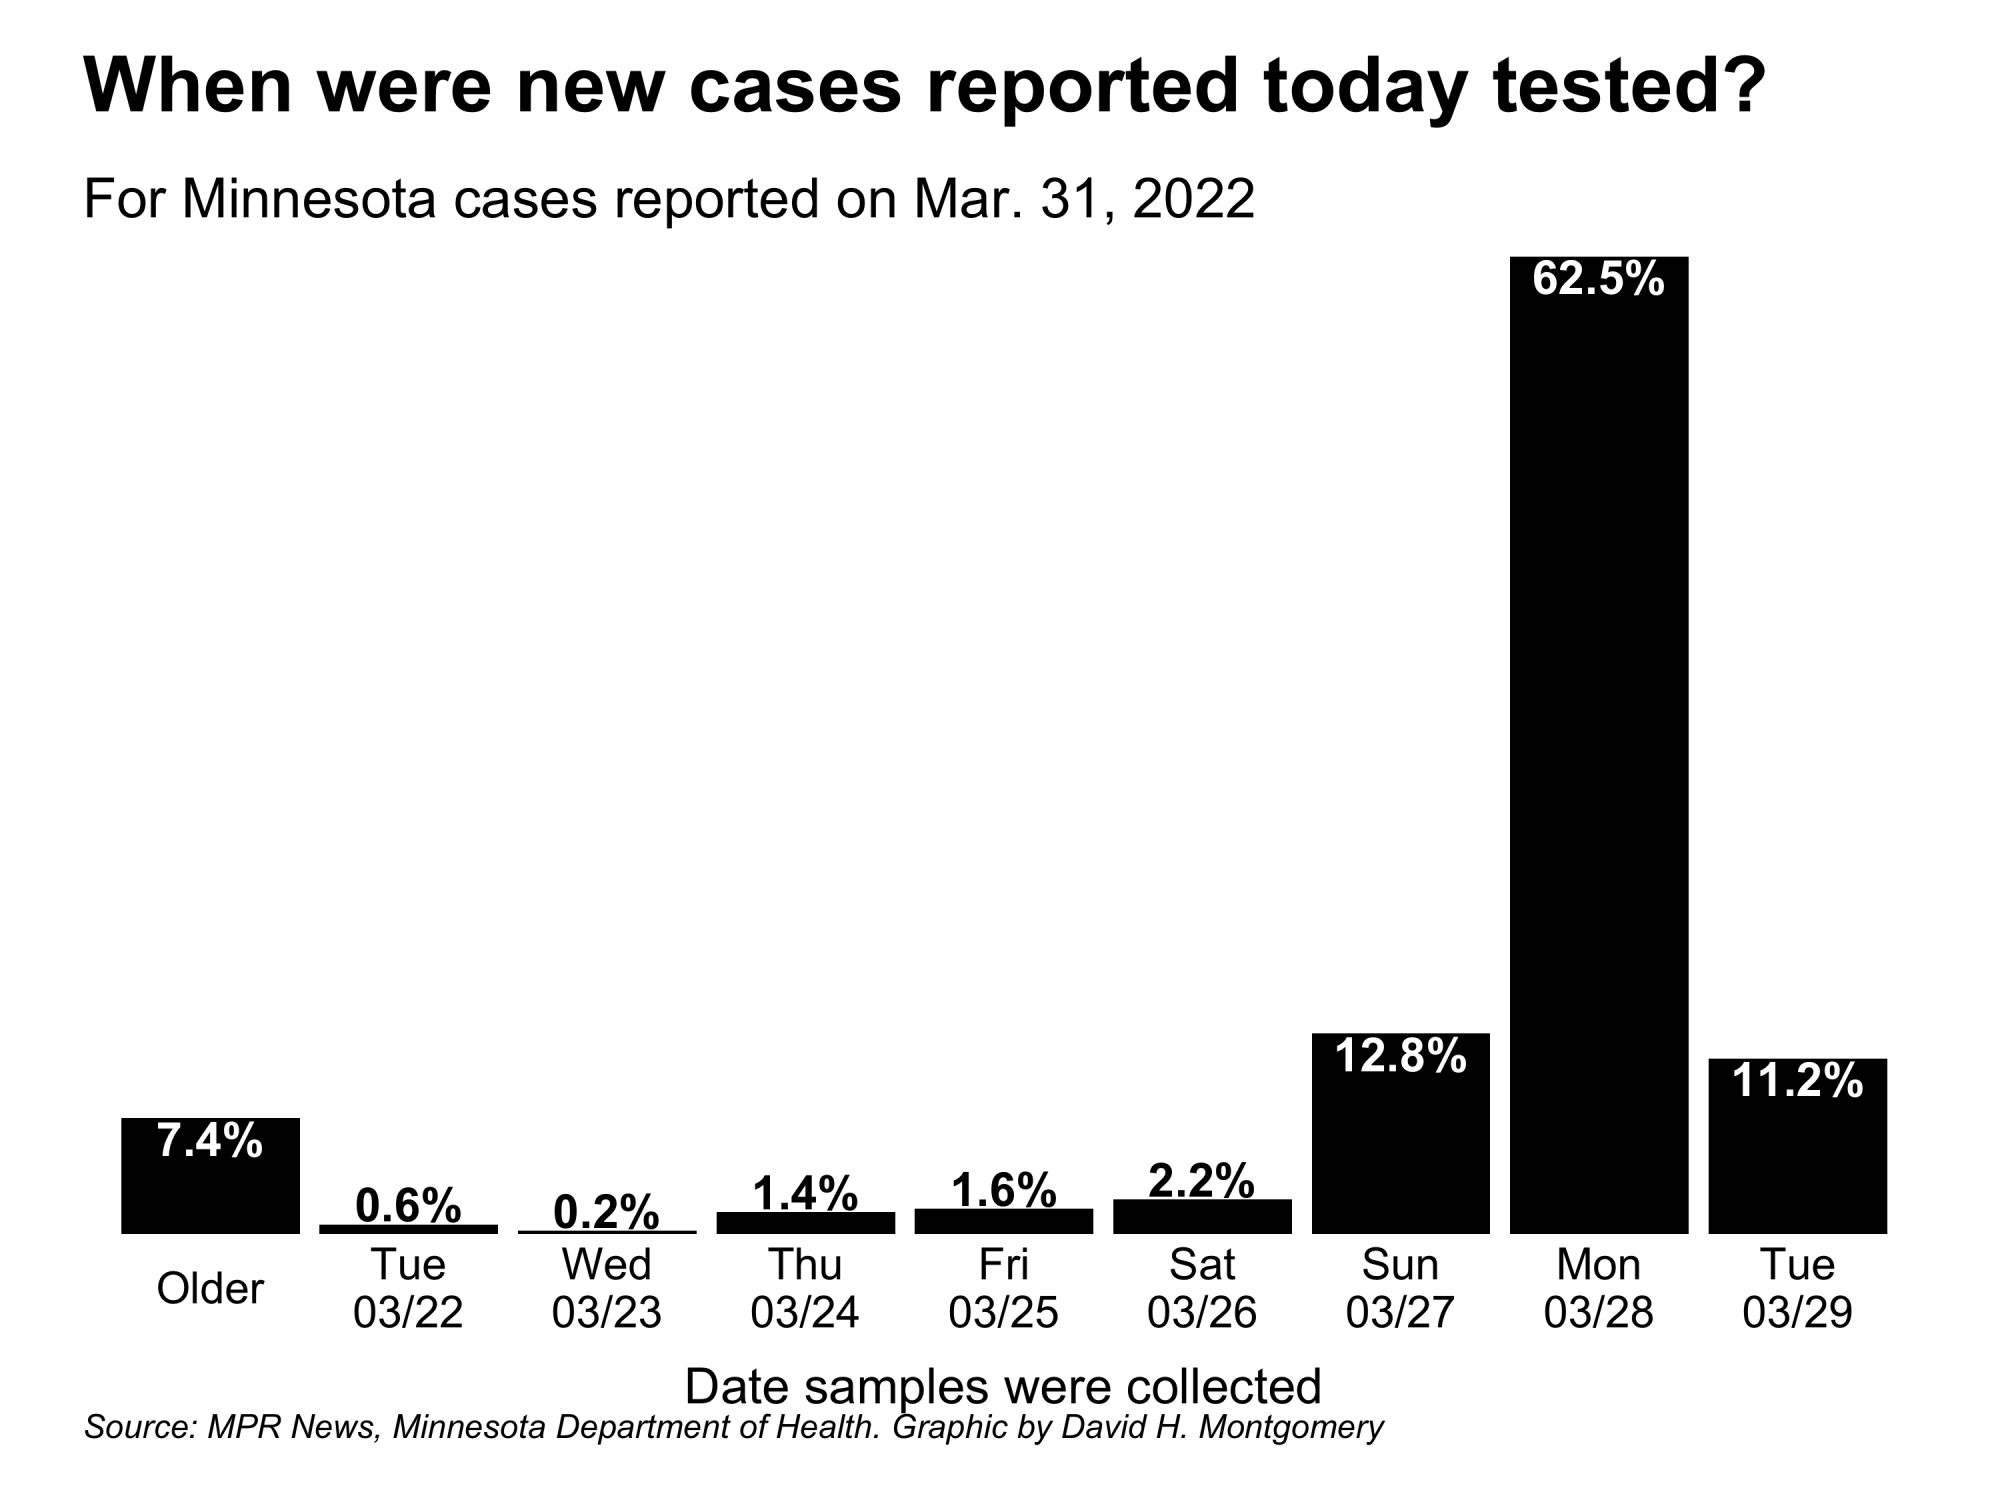 When were new cases reported today tested?
For Minnesota cases reported on Mar. 31, 2022
62.5%
12.8%
11.2%
7.4%
2.2%
1.6%
1.4%
0.6%
0.2%
Older
Tue
03/22
Wed
03/23
Thu
03/24
Fri
03/25
Sat
03/26
Sun
03/27
Mon
03/28
Tue
03/29
Date samples were collected
Source: MPR News, Minnesota Department of Health. Graphic by David H. Montgomery